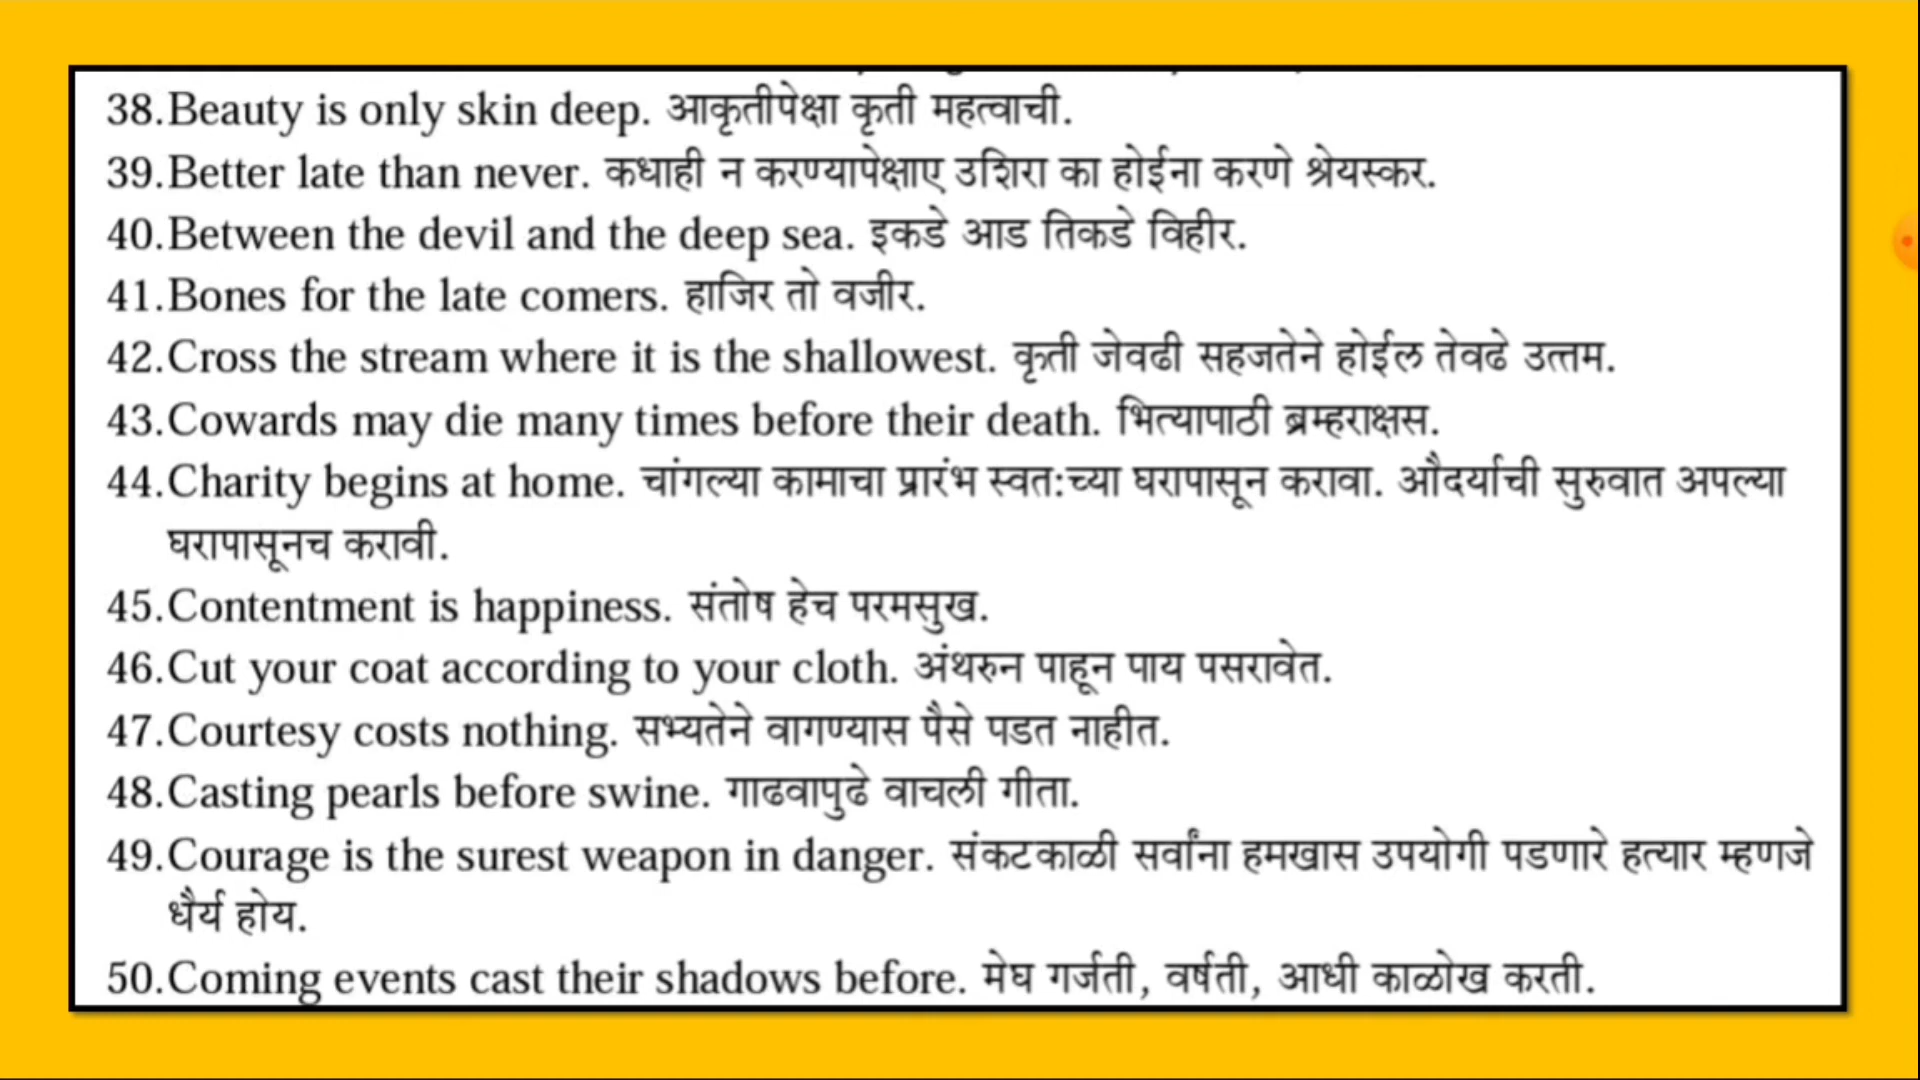 38.Beauty is only skin deep. आकृतीपेक्षा कृती महत्वाची.
39.Better late than never. कधाही न करण्यापेक्षाए उशिरा का होईना करणे श्रेयस्कर.
40.Between the devil and the deep sea. इकडे आड तिकडे विहीर.
41.Bones for the late comers. हाजिर तो वजीर.
42.Cross the stream where it is the shallowest. कृती जेवढी सहजतेने होईल तेवढे उत्तम.
43.Cowards may die many times before their death. भित्यापाठी ब्रम्हराक्षस.
44.Charity begins at home. चांगल्या कामाचा प्रारंभ स्वत:च्या घरापासून करावा. औदर्याची सुरुवात अपल्या
घरापासूनच करावी.
45.Contentment is happiness. संतोष हेच परमसुख.
46.Cut your coat according to your cloth. अंथरुन पाहून पाय पसरावेत.
47.Courtesy costs nothing. सभ्यतेने वागण्यास पैसे पडत नाहीत.
48.Casting pearls before swine. गाढवापुढे वाचली गीता.
49.Courage is the surest weapon in danger. संकटकाळी सर्वांना हमखास उपयोगी पडणारे हत्यार म्हणजे
धैर्य होय.
50.Coming events cast their shadows before. मेघ गर्जती, वर्षती, आधी काळोख करती.